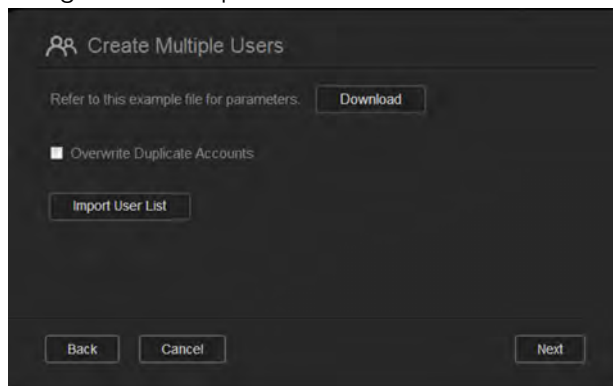 Create Multiple Users
Refer to this example file for parameters. Download
Overwrite Duplicate Accounts
Import User List
Back Cancel Next